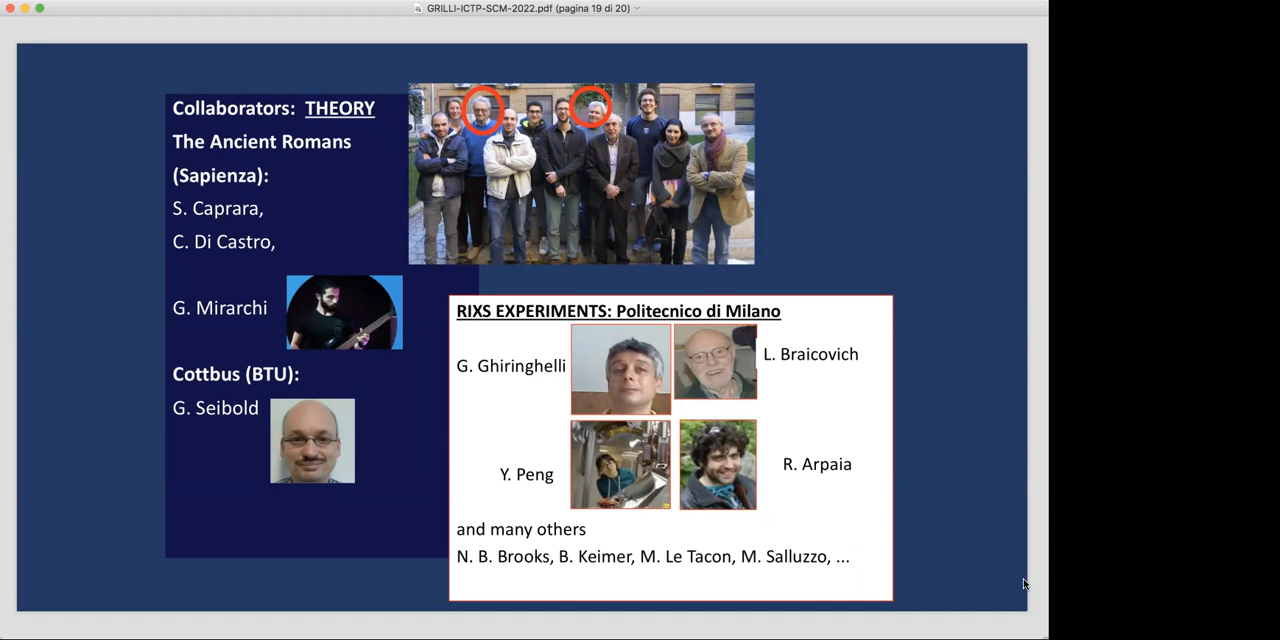 GRILLI-ICTP-SCM-2022.pdf (pagina 19 di 20)
Collaborators: THEORY
The Ancient Romans
(Sapienza):
S. Caprara,
C. Di Castro,
G. Mirarchi
Cottbus (BTU):
G. Seibold
RIXS EXPERIMENTS: Politecnico di Milano
G. Ghiringhelli
L. Braicovich
Y. Peng
R. Arpaia
and many others
N. B. Brooks, B. Keimer, M. Le Tacon, M. Salluzzo, ...